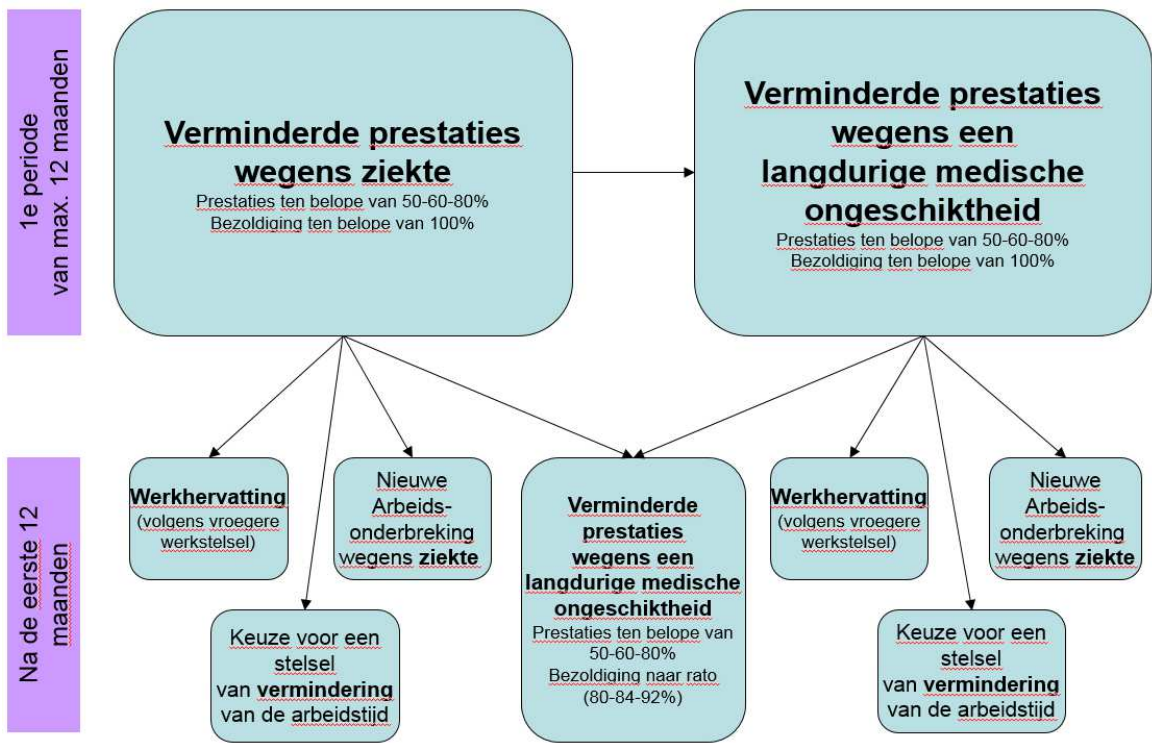 1e periode
van max. 12 maanden
Verminderde prestaties
wegens ziekte
Prestaties ten belope van 50-60-80%
Bezoldiging ten belope van 100%
Verminderde prestaties
wegens een
langdurige medische
ongeschiktheid
Prestaties ten belope van 50-60-80%
Bezoldiging ten belope van 100%
Na de eerste 12
maanden
Werkhervatting
(volgens vroegere
werkstelsel)
Nieuwe
Arbeids-
onderbreking
wegens ziekte
Keuze voor een
stelsel
van vermindering
van de arbeidstijd
Verminderde
prestaties
wegens een
langdurige medische
ongeschiktheid
Prestaties ten belope van
50-60-80%
Bezoldiging naar rato
(80-84-92%)
Werkhervatting
(volgens vroegere
werkstelsel)
Nieuwe
Arbeids-
onderbreking
wegens ziekte
Keuze voor een
stelsel
van vermindering
van de arbeidstijd